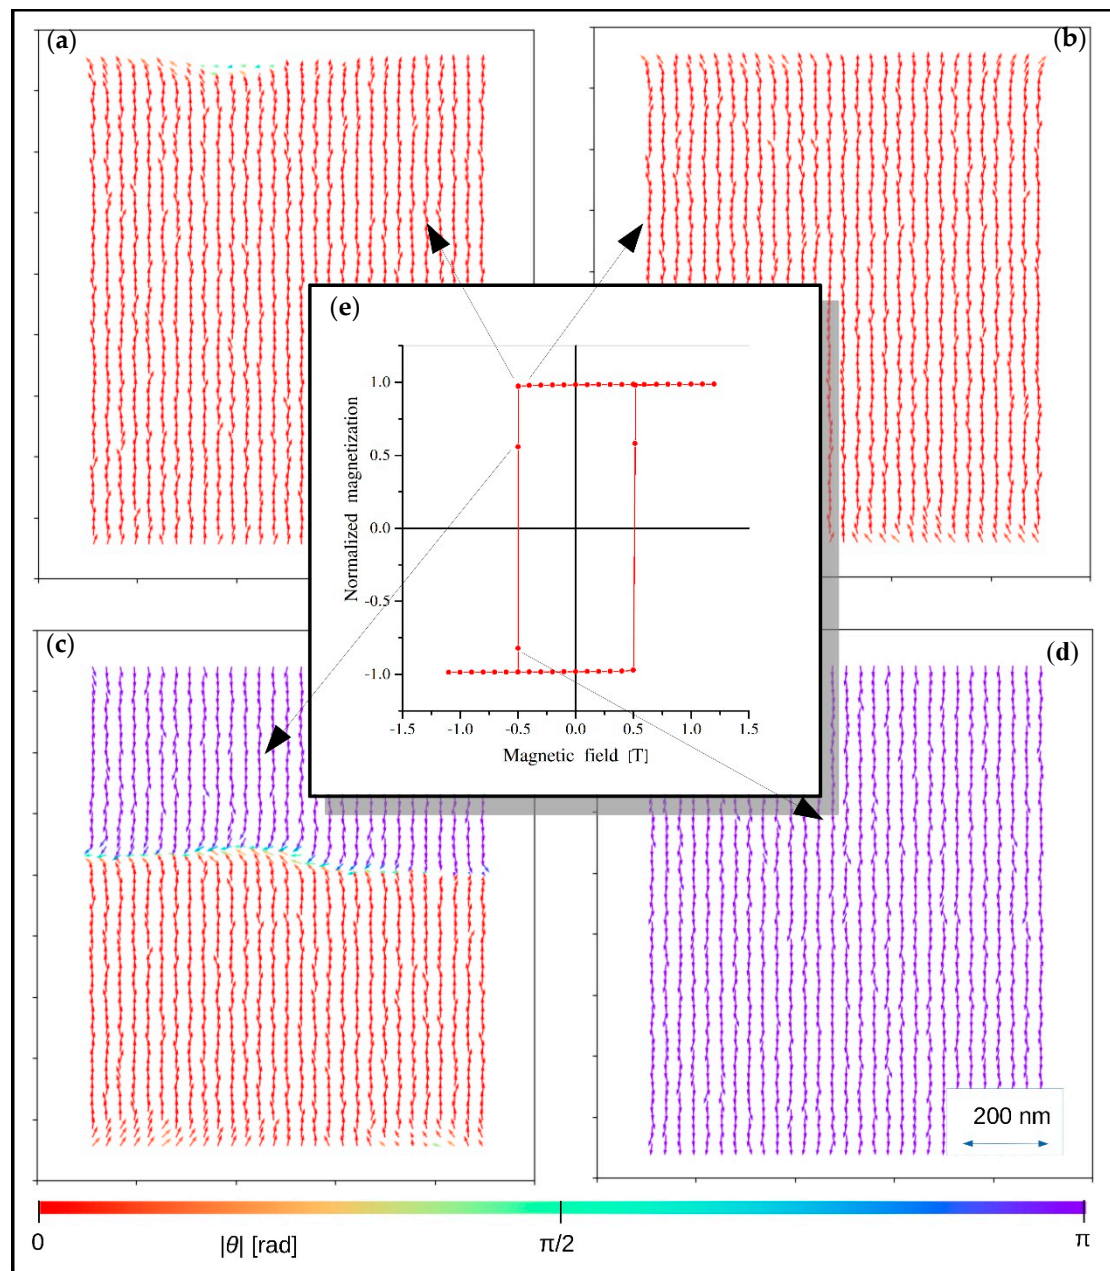 (a)
(b)
(e)
Normalized magnetization
1.0
0.5
0.0
-0.5
-1.0
-1.5 -1.0 -0.5 0.0 0.5 1.0 1.5
Magnetic field [T]
(c)
(d)
200 nm
0 |θ| [rad] π/2 π